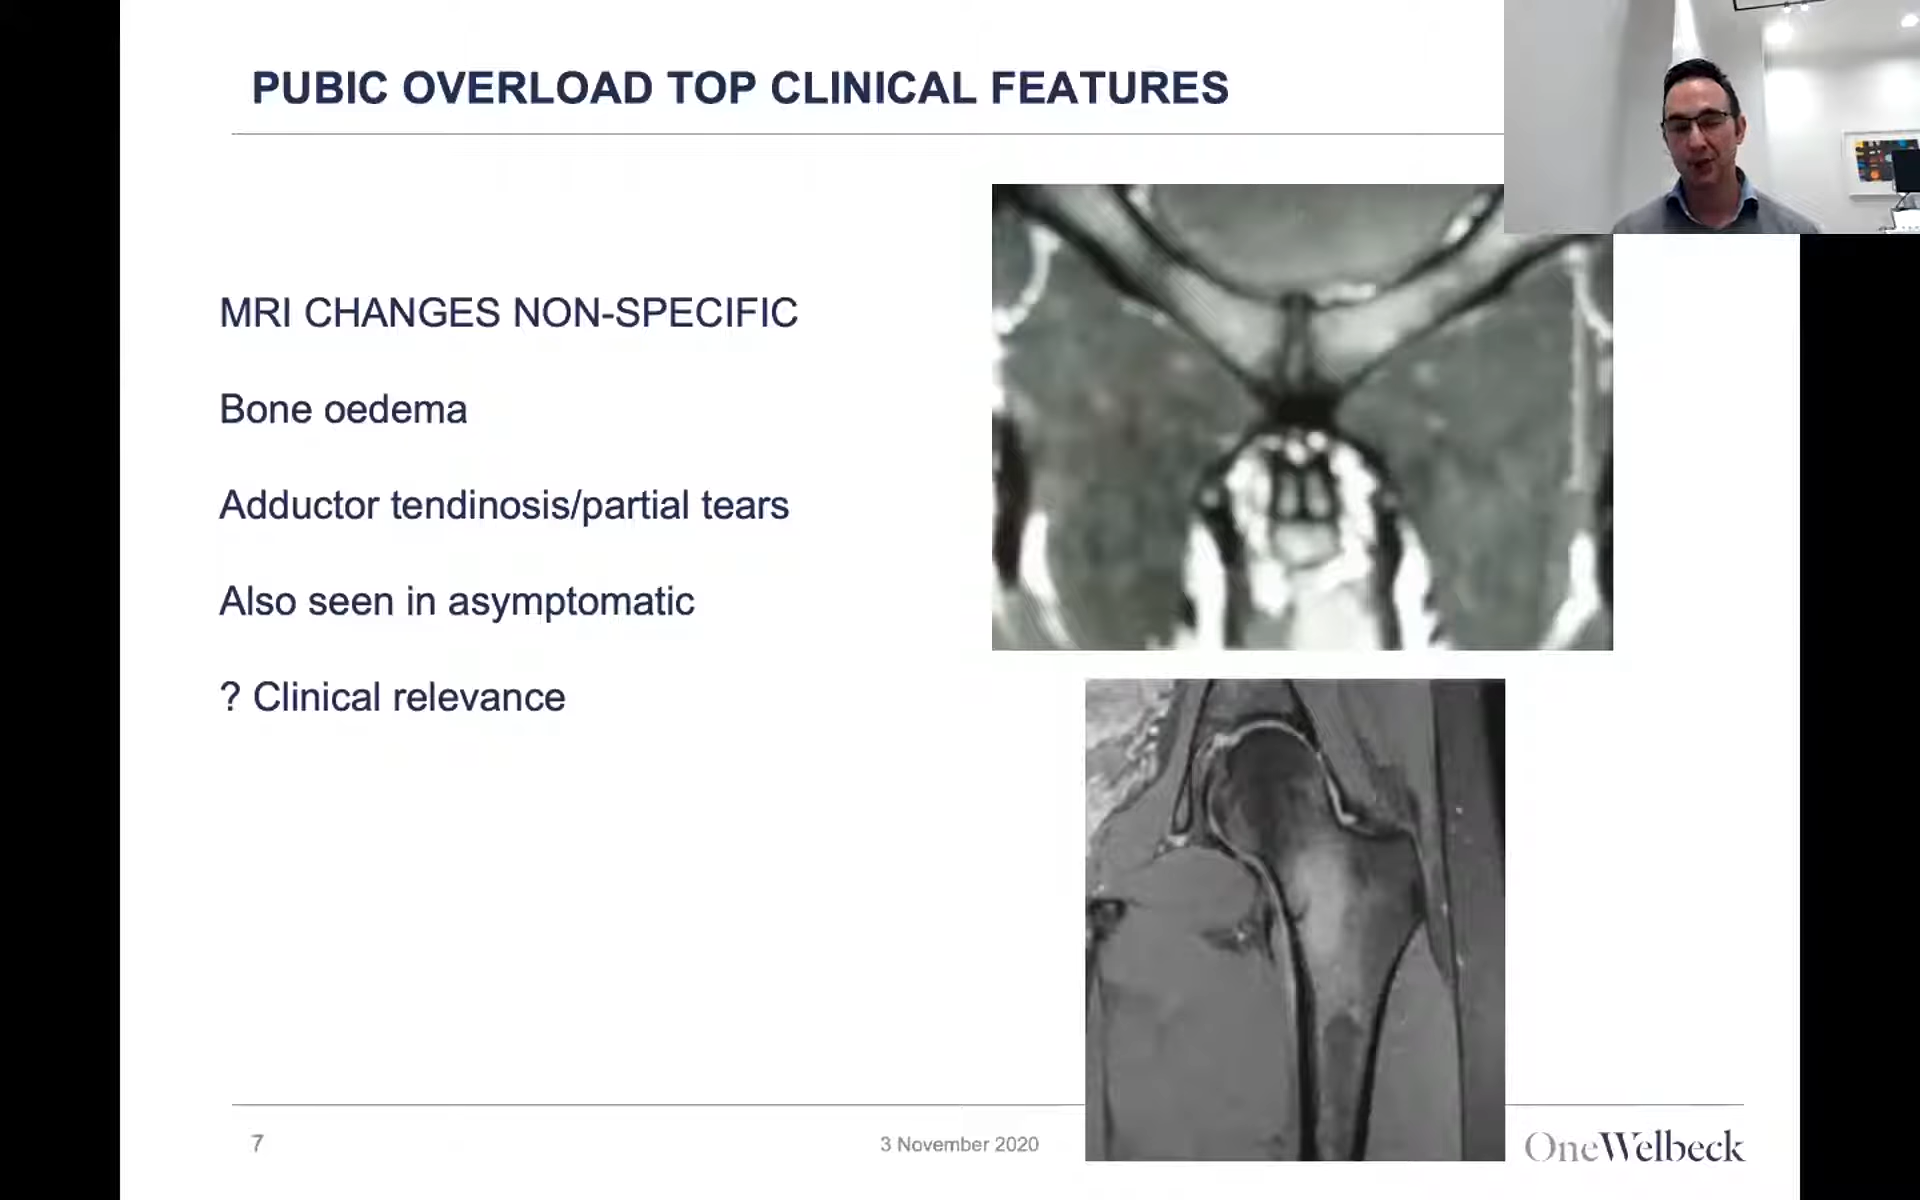 PUBIC OVERLOAD TOP CLINICAL FEATURES
MRI CHANGES NON-SPECIFIC
Bone oedema
Adductor tendinosis/partial tears
Also seen in asymptomatic
? Clinical relevance
7
3 November 2020
OneWelbeck